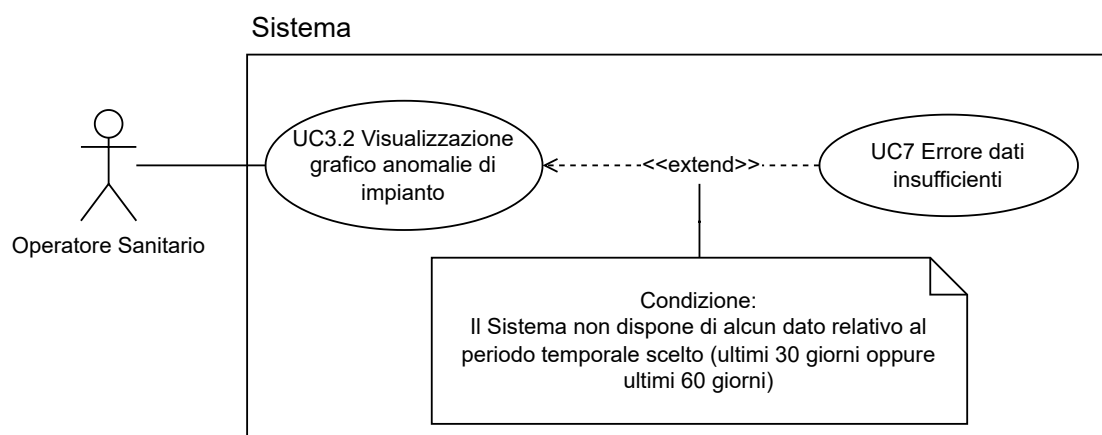 Sistema
UC3.2 Visualizzazione
grafico anomalie di
impianto
<<extend>>
UC7 Errore dati
insufficienti
Operatore Sanitario
Condizione:
Il Sistema non dispone di alcun dato relativo al
periodo temporale scelto (ultimi 30 giorni oppure
ultimi 60 giorni)